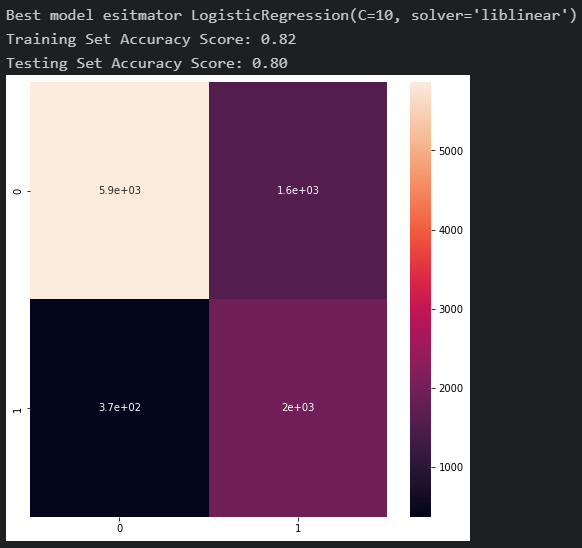 Best model esitmator LogisticRegression(C=10, solver='liblinear')
Training Set Accuracy Score: 0.82
Testing Set Accuracy Score: 0.80
0
5.9e+03
1.6e+03
1
3.7e+02
2e+03
0
1
5000
4000
3000
2000
1000